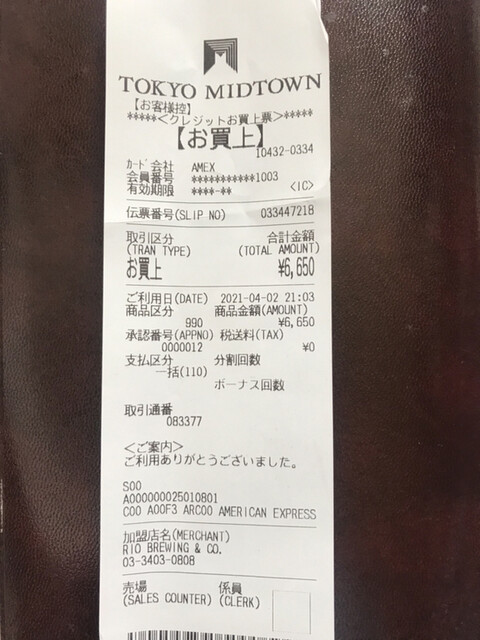 TOKYO MIDTOWN
【お客様控】
*****<クレジットお買上票>*****
【お買上】
10432-0334
ｶｰﾄﾞ会社 AMEX
会員番号 ***********1003
有効期限 ****-** <IC>
伝票番号(SLIP NO) 033447218
取引区分 合計金額
(TRAN TYPE) (TOTAL AMOUNT)
お買上 ¥6,650
ご利用日(DATE) 2021-04-02 21:03
商品区分 商品金額(AMOUNT)
990 ¥6,650
承認番号(APPNO) 税送料(TAX)
0000012 ¥0
支払区分 分割回数
一括(110)
ボーナス回数
取引通番
083377
<ご案内>
ご利用ありがとうございました。
S00
A000000025010801
C00 A00F3 ARC00 AMERICAN EXPRESS
加盟店名(MERCHANT)
RIO BREWING & CO.
03-3403-0808
売場 係員
(SALES COUNTER) (CLERK)